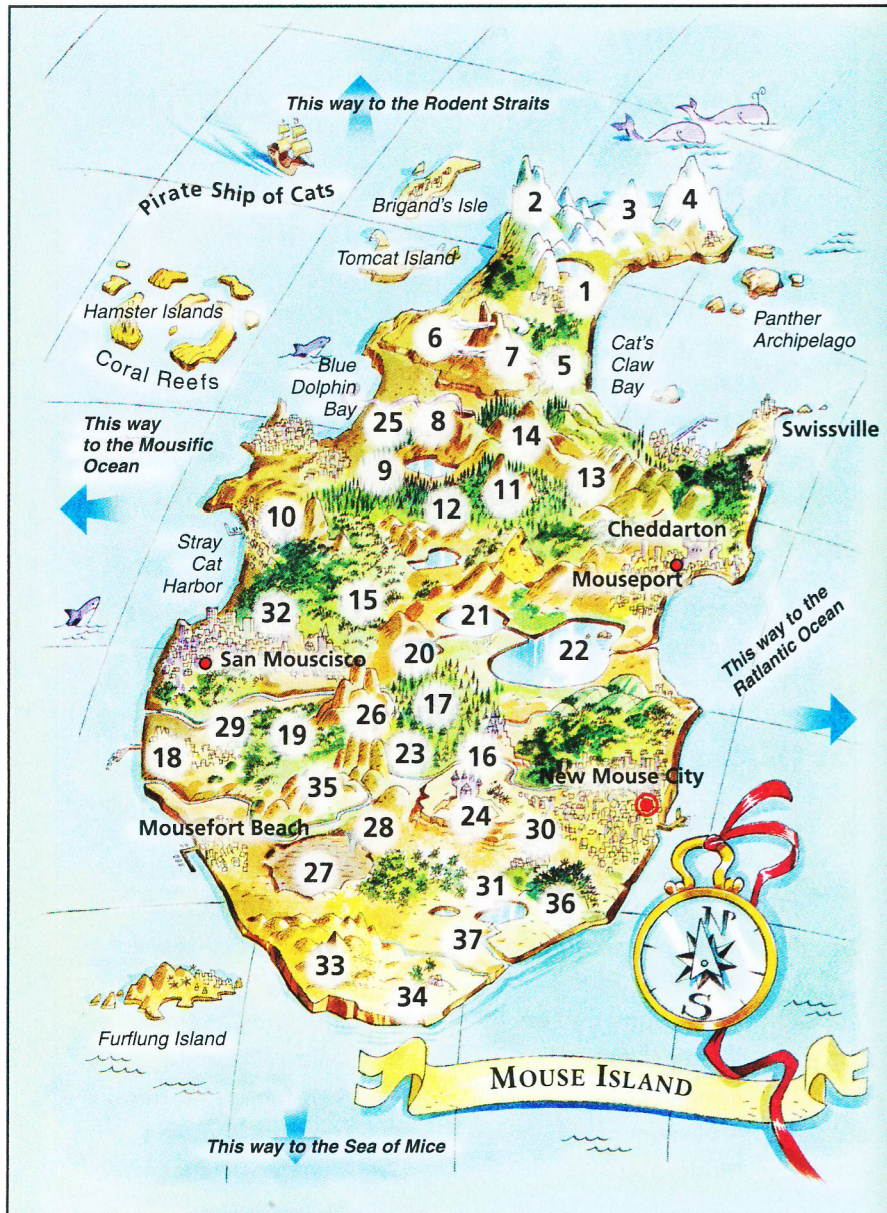 This way to the Rodent Straits
Pirate Ship of Cats
Brigand's Isle
2
3
4
Tomcat Island
1
Hamster Islands
Coral Reefs
Panther
Archipelago
6
7
5
Cat's
Claw
Bay
Blue
Dolphin
Bay
25
8
14
Swissville
This way
to the Mousific
Ocean
9
11
13
10
12
Cheddarton
Stray
Cat
Harbor
Mouseport
32
15
21
22
20
San Mouscisco
This way to the
Ratlantic Ocean
17
26
29
19
18
23
16
New Mouse City
35
Mousefort Beach
24
28
30
27
31
36
37
33
34
N
S
Furflung Island
MOUSE ISLAND
This way to the Sea of Mice